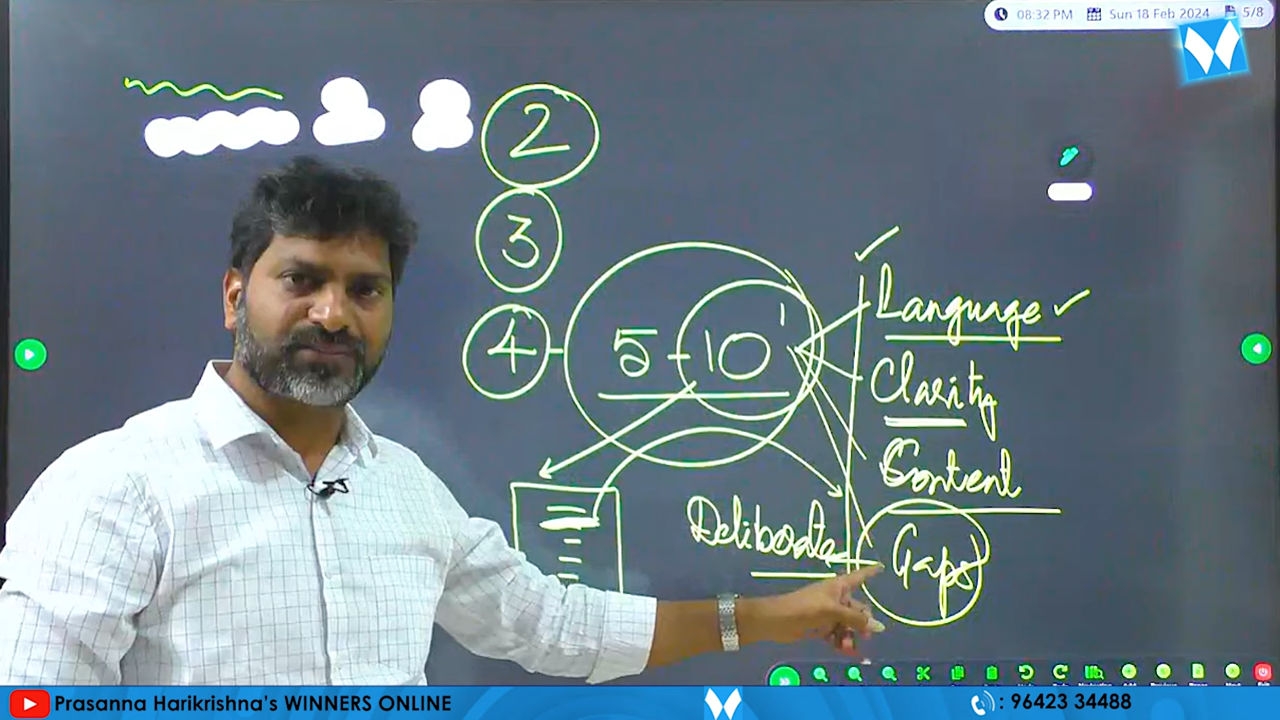 08:32 PM Sun 18 Feb 2024 5/8
2
3
4 - 5 - 10'
Language
Clarity
Content
Deliberate
Gaps
Prasanna Harikrishna's WINNERS ONLINE
: 96423 34488